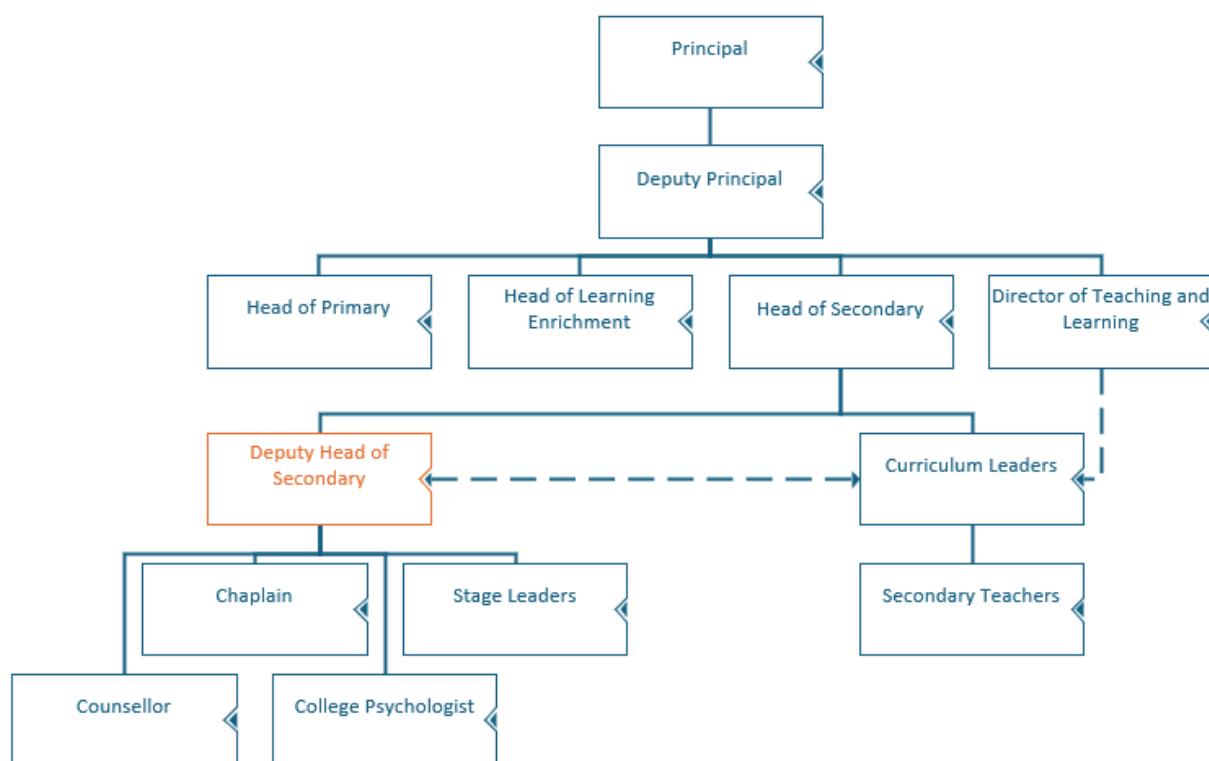 Principal
Deputy Principal
Head of Primary
Head of Learning
Enrichment
Head of Secondary
Director of Teaching and
Learning
Deputy Head of
Secondary
Curriculum Leaders
Chaplain
Stage Leaders
Secondary Teachers
Counsellor
College Psychologist